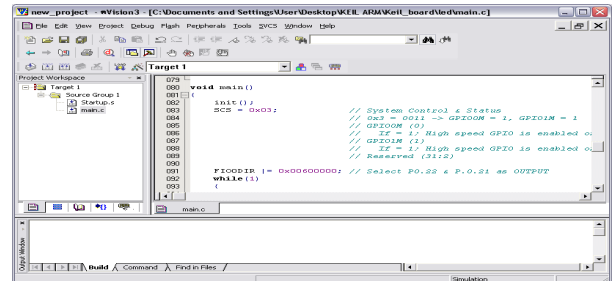 new_project - µVision3 - [C:\Documents and Settings\User\Desktop\KEIL ARM\Keil_board\led\main.c]
File Edit View Project Debug Flash Peripherals Tools SVCS Window Help
Target 1
Project Workspace
Target 1
Source Group 1
Startup.s
main.c
079
080 void main()
081 {
082 init();
083 SCS = 0x03; // System Control & Status
084 // 0x3 = 0011 -> GPIO0M = 1, GPIO1M = 1
085 // GPIO0M (0)
086 // If = 1; High speed GPIO is enabled o
087 // GPIO1M (1)
088 // If = 1; High speed GPIO is enabled o
089 // Reserved (31:2)
090
091 FIO0DIR |= 0x00600000; // Select P0.22 & P.0.21 as OUTPUT
092 while(1)
093 {
main.c
Output Window
Build Command Find in Files
Simulation